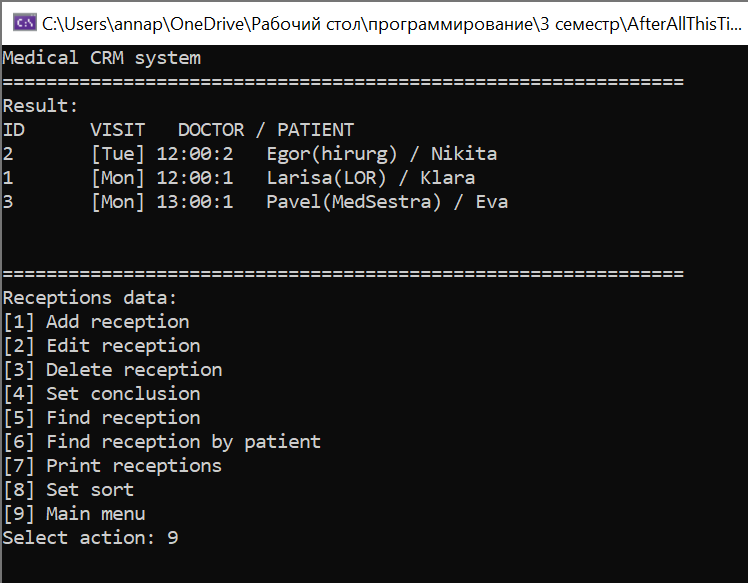 C:\Users\annap\OneDrive\Рабочий стол\программирование\3 семестр\AfterAllThisTi...
Medical CRM system
==============================================================
Result:
ID      VISIT   DOCTOR / PATIENT
2       [Tue] 12:00:2   Egor(hirurg) / Nikita
1       [Mon] 12:00:1   Larisa(LOR) / Klara
3       [Mon] 13:00:1   Pavel(MedSestra) / Eva
==============================================================
Receptions data:
[1] Add reception
[2] Edit reception
[3] Delete reception
[4] Set conclusion
[5] Find reception
[6] Find reception by patient
[7] Print receptions
[8] Set sort
[9] Main menu
Select action: 9